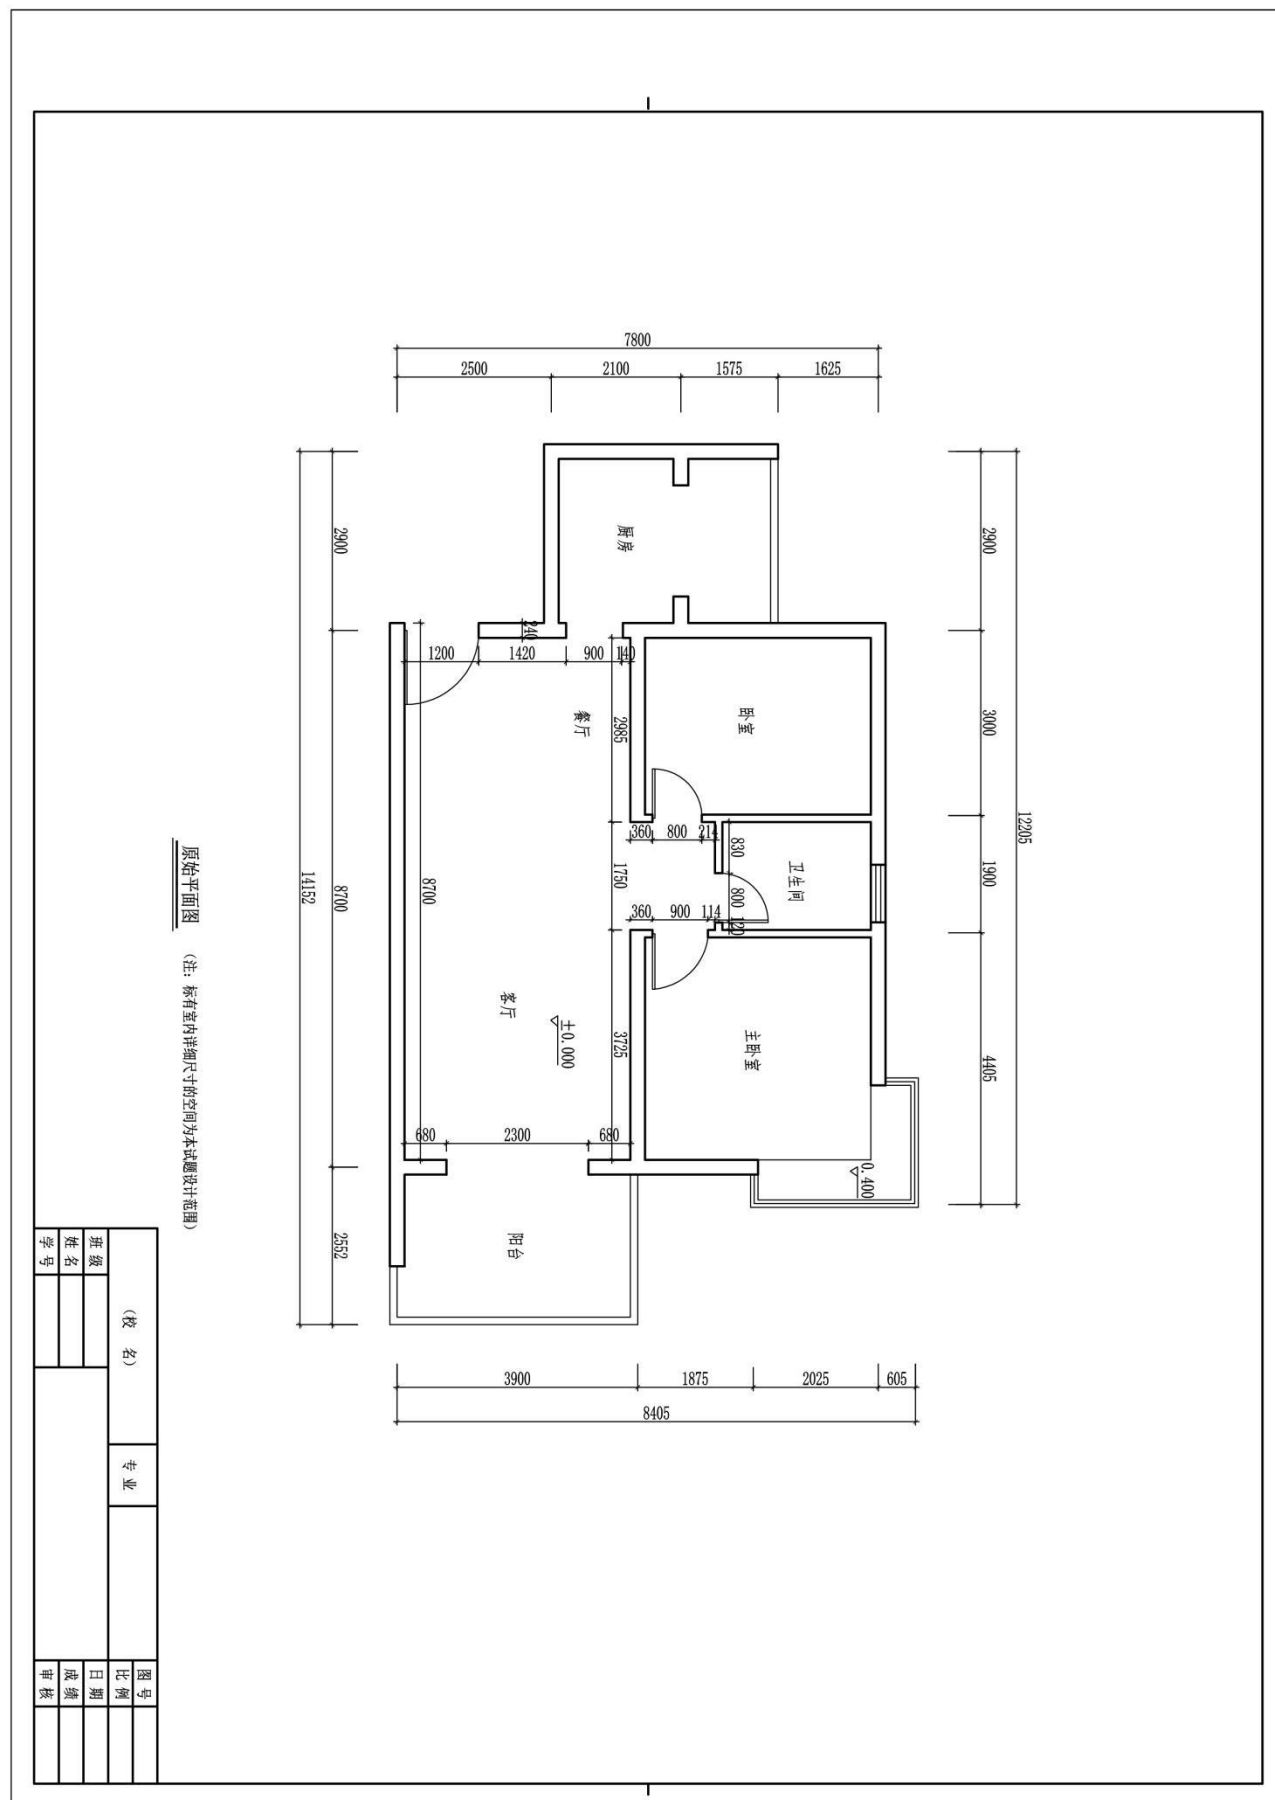 7800
2500 2100 1575 1625
14152
2900 8700 2552
12205
2900 3000 1900 4405
厨房
240
1200 1420 900 140
餐厅
2985
卧室
360 800 214
1750
830
800
120
卫生间
360 900 114
8700
客厅
±0.000
3725
主卧室
680 2300 680
0.400
阳台
3900 1875 2025 605
8405
原始平面图
(注：标有室内详细尺寸的空间为本试题设计范围)
(校 名)
专业
班级
姓名
学号
图号
比例
日期
成绩
审核